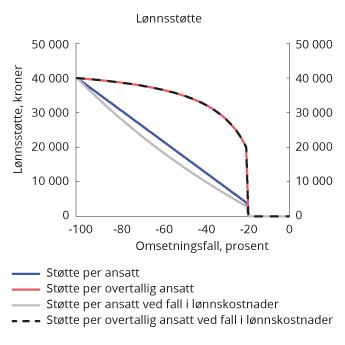 Lønnsstøtte
Lønnsstøtte, kroner
50 000 50 000
40 000 40 000
30 000 30 000
20 000 20 000
10 000 10 000
0 0
-100 -80 -60 -40 -20 0
Omsetningsfall, prosent
Støtte per ansatt
Støtte per overtallig ansatt
Støtte per ansatt ved fall i lønnskostnader
Støtte per overtallig ansatt ved fall i lønnskostnader